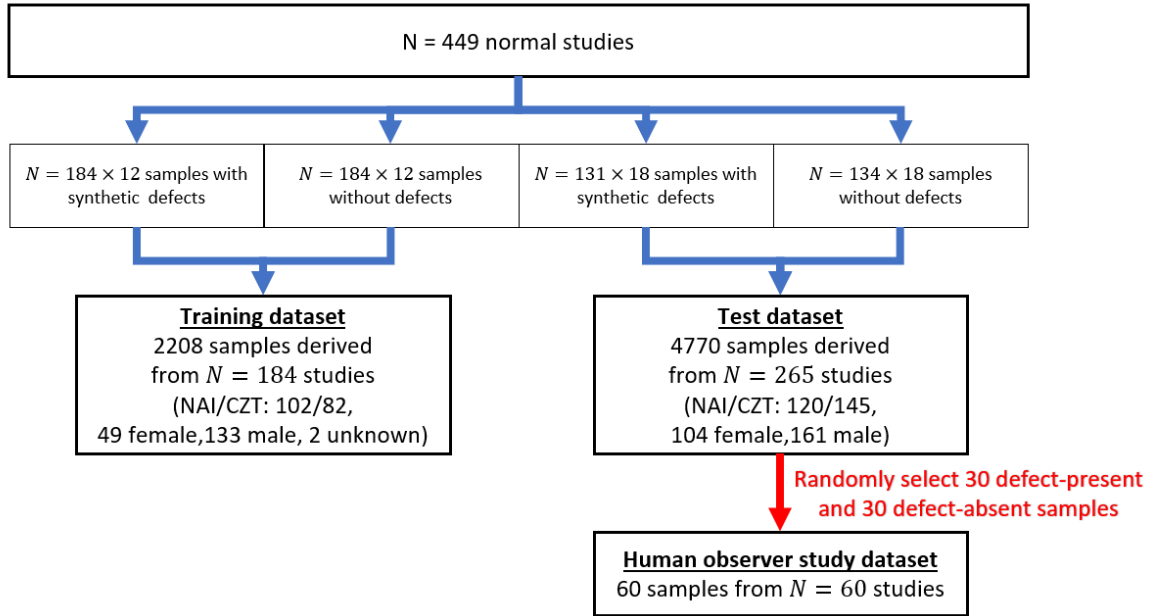 N = 449 normal studies
N = 184 × 12 samples with
synthetic defects
N = 184 × 12 samples
without defects
N = 131 × 18 samples with
synthetic defects
N = 134 × 18 samples
without defects
Training dataset
2208 samples derived
from N = 184 studies
(NAI/CZT: 102/82,
49 female,133 male, 2 unknown)
Test dataset
4770 samples derived
from N = 265 studies
(NAI/CZT: 120/145,
104 female,161 male)
Randomly select 30 defect-present
and 30 defect-absent samples
Human observer study dataset
60 samples from N = 60 studies